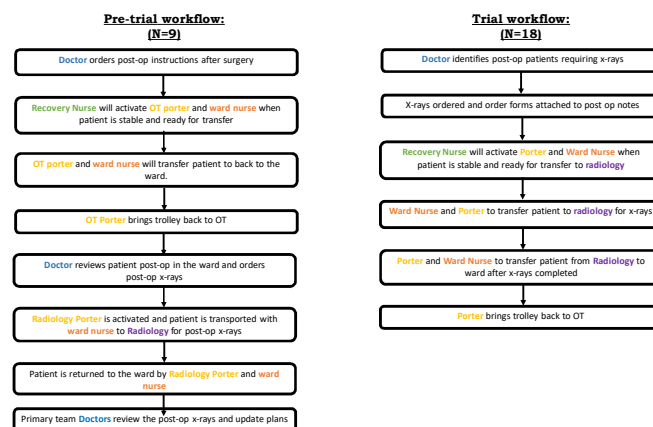 Pre-trial workflow:
(N=9)
Doctor orders post-op instructions after surgery
Recovery Nurse will activate OT porter and ward nurse when
patient is stable and ready for transfer
OT porter and ward nurse will transfer patient to back to the
ward.
OT Porter brings trolley back to OT
Doctor reviews patient post-op in the ward and orders
post-op x-rays
Radiology Porter is activated and patient is transported with
ward nurse to Radiology for post-op x-rays
Patient is returned to the ward by Radiology Porter and ward
nurse
Primary team Doctors review the post-op x-rays and update plans
Trial workflow:
(N=18)
Doctor identifies post-op patients requiring x-rays
X-rays ordered and order forms attached to post op notes
Recovery Nurse will activate Porter and Ward Nurse when
patient is stable and ready for transfer to radiology
Ward Nurse and Porter to transfer patient to radiology for x-rays
Porter and Ward Nurse to transfer patient from Radiology to
ward after x-rays completed
Porter brings trolley back to OT